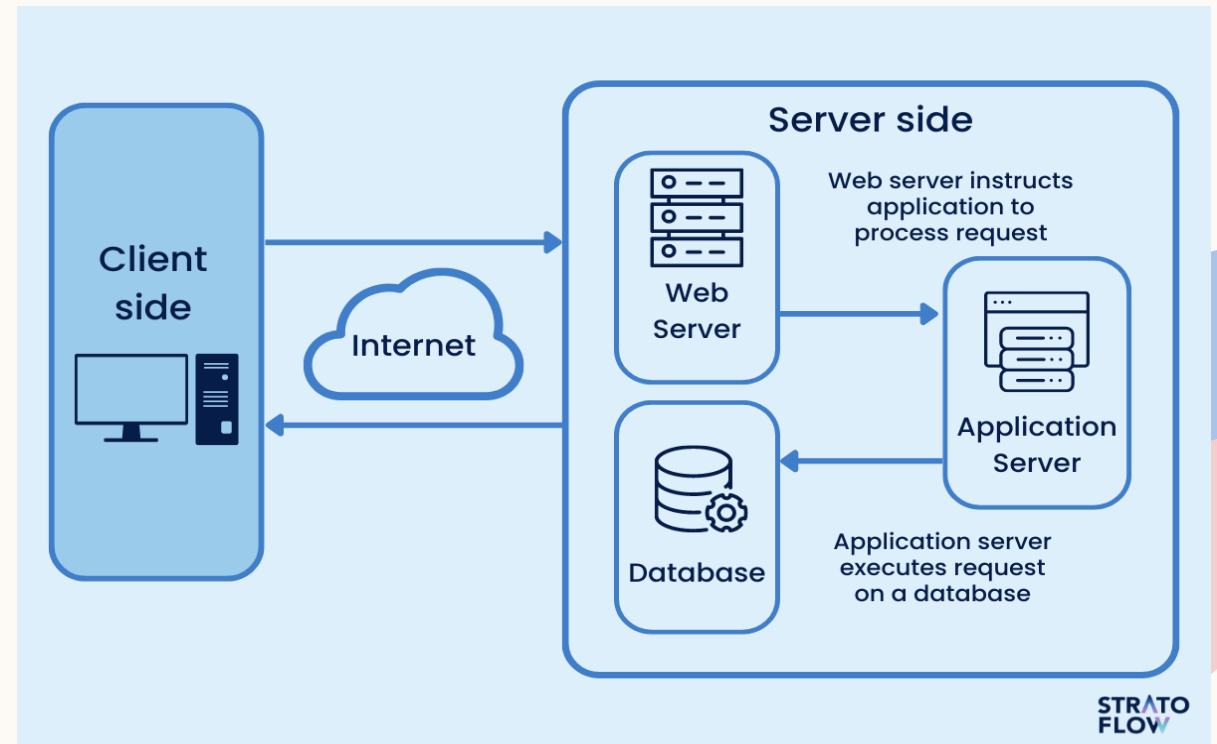 Client
side
Internet
Server side
Web
Server
Web server instructs
application to
process request
Application
Server
Database
Application server
executes request
on a database
STRATO
FLOW